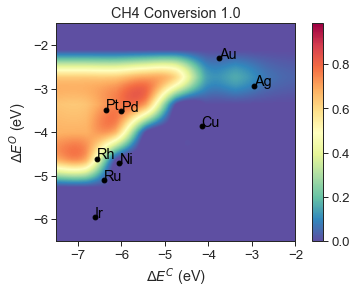 CH4 Conversion 1.0
−2
−3
−4
−5
−6
ΔE^O (eV)
Au
Ag
Pt
Pd
Cu
Rh
Ni
Ru
Ir
−7
−6
−5
−4
−3
−2
ΔE^C (eV)
0.8
0.6
0.4
0.2
0.0